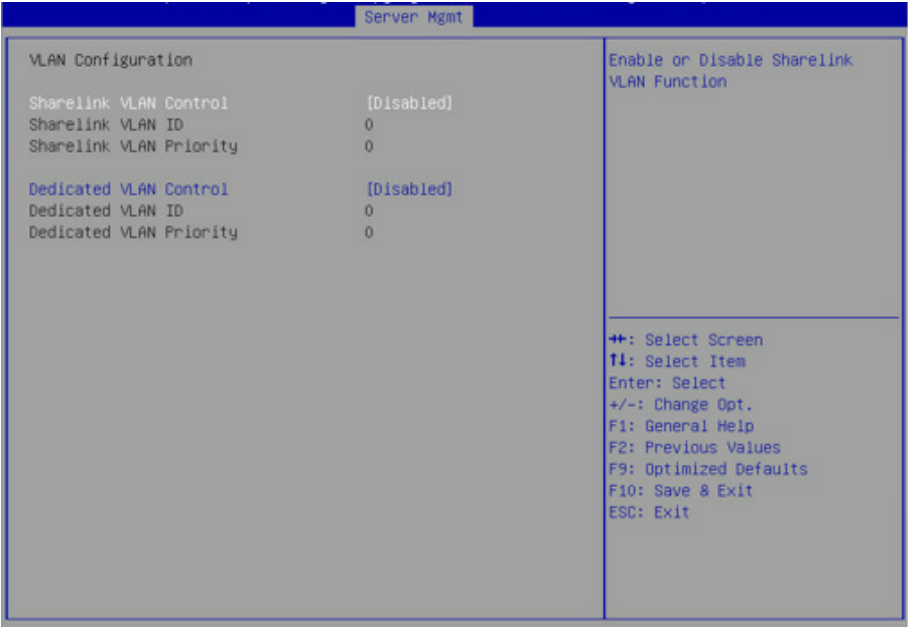 Server Mgmt
VLAN Configuration
Sharelink VLAN Control [Disabled]
Sharelink VLAN ID 0
Sharelink VLAN Priority 0
Dedicated VLAN Control [Disabled]
Dedicated VLAN ID 0
Dedicated VLAN Priority 0
Enable or Disable Sharelink
VLAN Function
→←: Select Screen
↑↓: Select Item
Enter: Select
+/-: Change Opt.
F1: General Help
F2: Previous Values
F9: Optimized Defaults
F10: Save & Exit
ESC: Exit